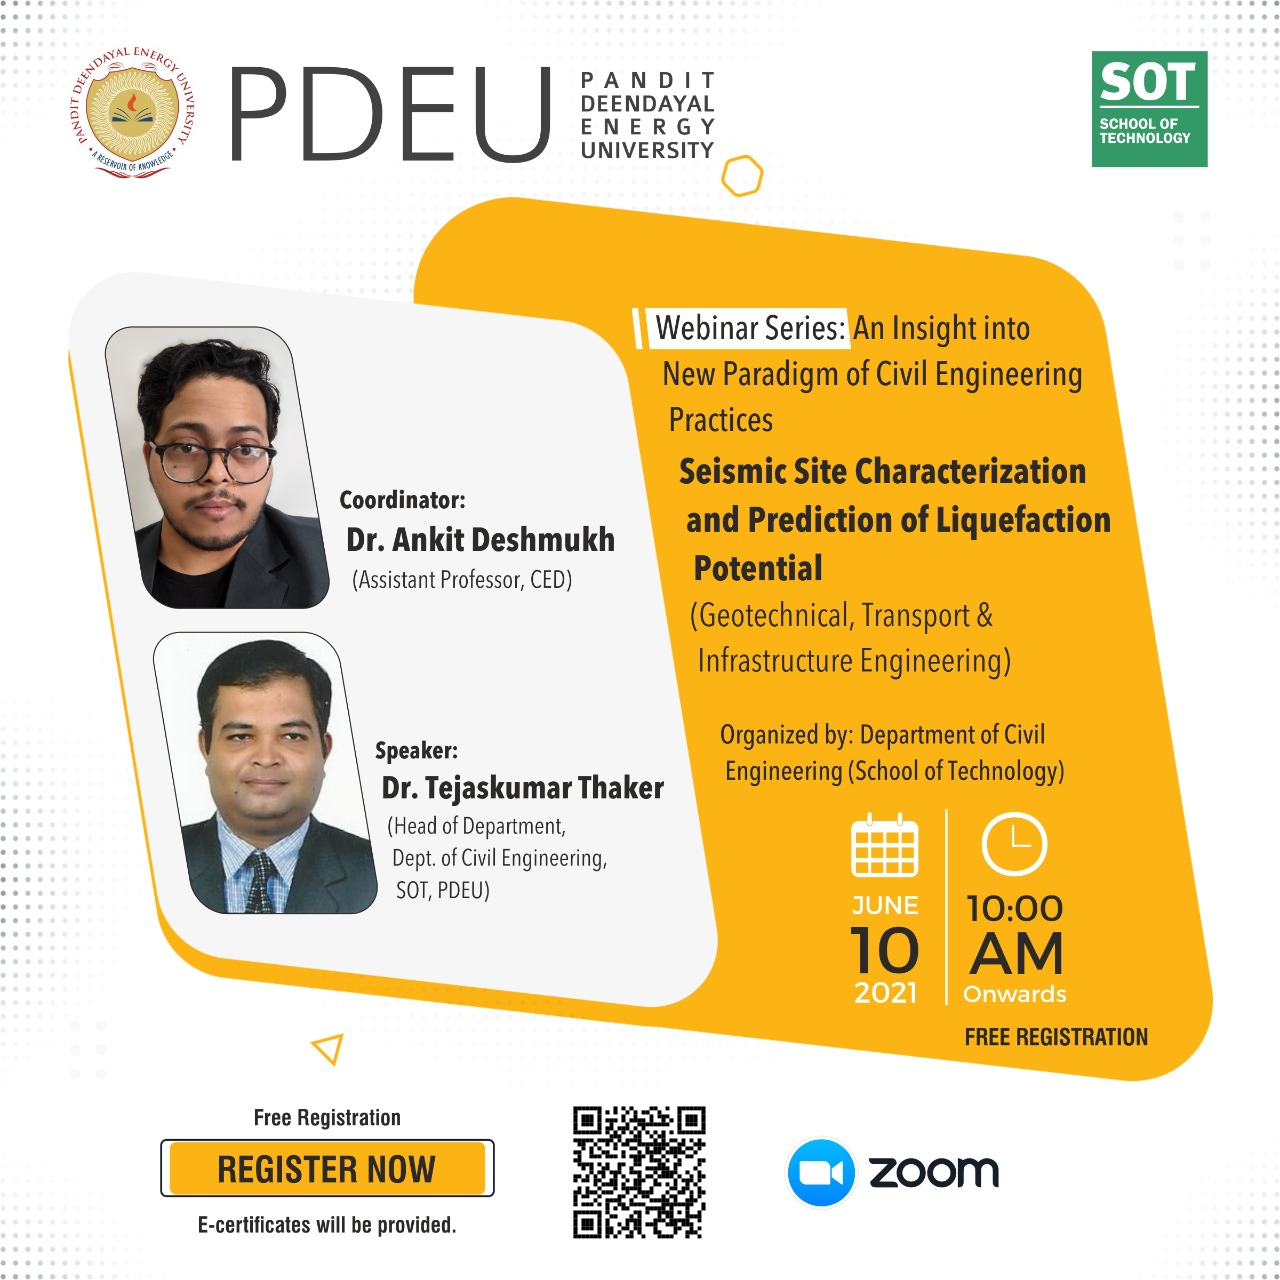 PANDIT DEENDAYAL ENERGY UNIVERSITY
• A RESERVOIR OF KNOWLEDGE •
PDEU
PANDIT
DEENDAYAL
ENERGY
UNIVERSITY
SOT
SCHOOL OF
TECHNOLOGY
Webinar Series: An Insight into
New Paradigm of Civil Engineering
Practices
Seismic Site Characterization
and Prediction of Liquefaction
Potential
(Geotechnical, Transport &
Infrastructure Engineering)
Coordinator:
Dr. Ankit Deshmukh
(Assistant Professor, CED)
Speaker:
Dr. Tejaskumar Thaker
(Head of Department,
Dept. of Civil Engineering,
SOT, PDEU)
Organized by: Department of Civil
Engineering (School of Technology)
JUNE
10
2021
10:00
AM
Onwards
FREE REGISTRATION
Free Registration
REGISTER NOW
E-certificates will be provided.
zoom